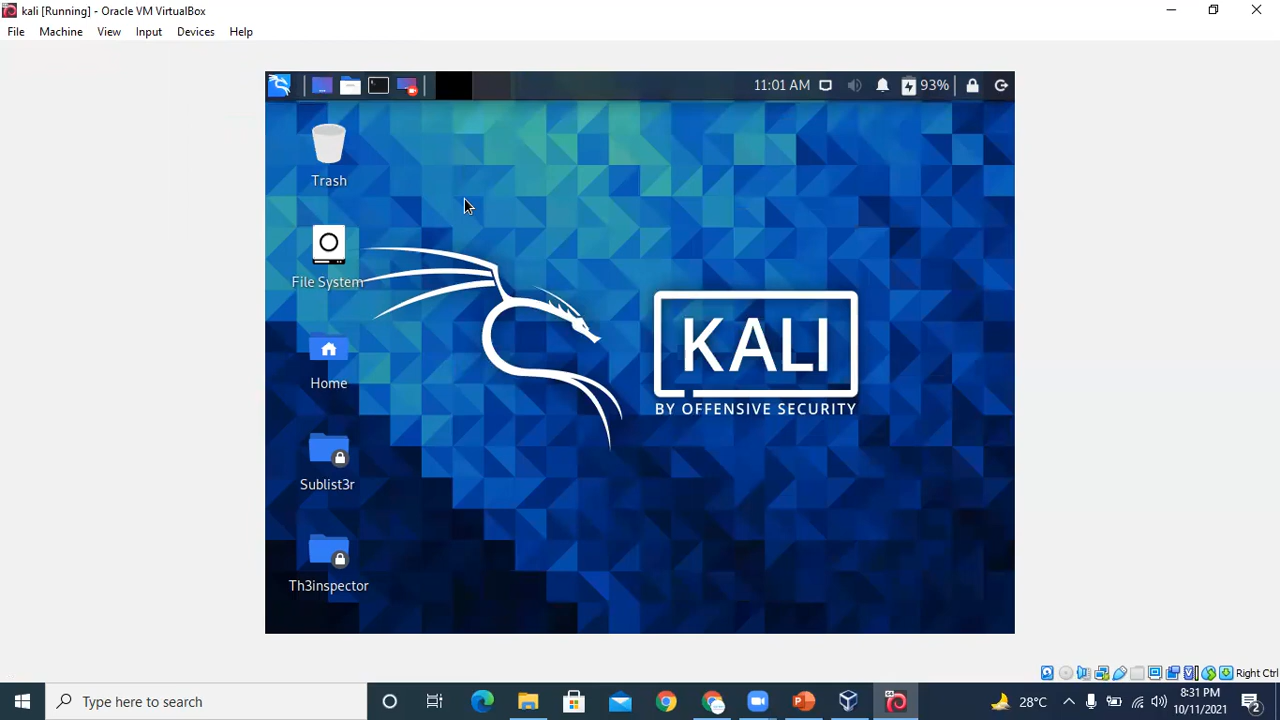 kali [Running] - Oracle VM VirtualBox
File Machine View Input Devices Help
11:01 AM 93%
Trash
File System
Home
Sublist3r
Th3inspector
KALI
BY OFFENSIVE SECURITY
Right Ctrl
Type here to search
28°C
8:31 PM
10/11/2021
2